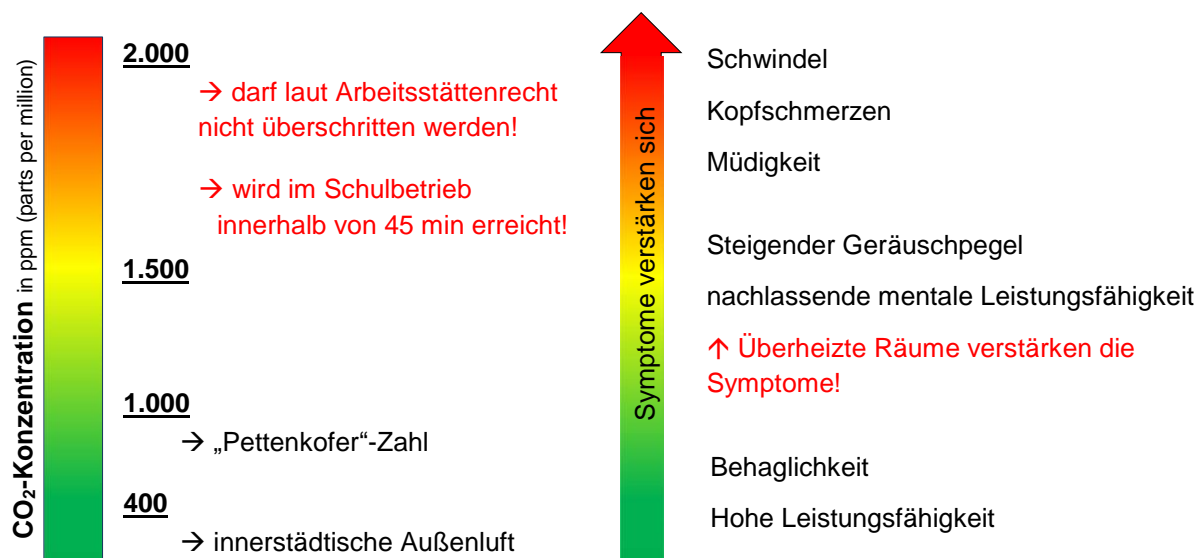 CO₂-Konzentration in ppm (parts per million)
2.000
→ darf laut Arbeitsstättenrecht
nicht überschritten werden!
→ wird im Schulbetrieb
innerhalb von 45 min erreicht!
1.500
1.000
→ „Pettenkofer“-Zahl
400
→ innerstädtische Außenluft
Symptome verstärken sich
Schwindel
Kopfschmerzen
Müdigkeit
Steigender Geräuschpegel
nachlassende mentale Leistungsfähigkeit
↑ Überheizte Räume verstärken die
Symptome!
Behaglichkeit
Hohe Leistungsfähigkeit